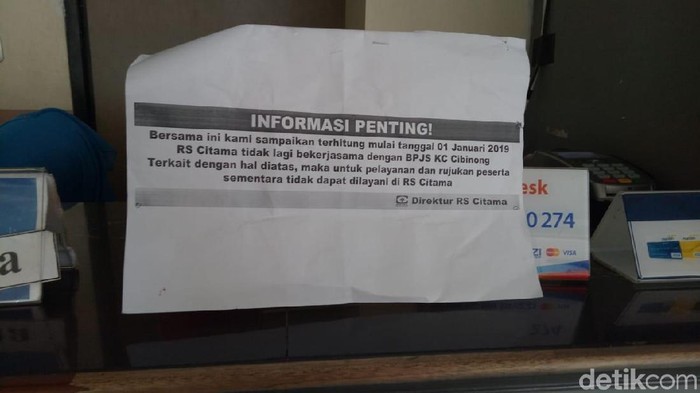 INFORMASI PENTING!
Bersama ini kami sampaikan terhitung mulai tanggal 01 Januari 2019
RS Citama tidak lagi bekerjasama dengan BPJS KC Cibinong
Terkait dengan hal diatas, maka untuk pelayanan dan rujukan peserta
sementara tidak dapat dilayani di RS Citama
Direktur RS Citama
esk
0 274
VISA
a
detikcom